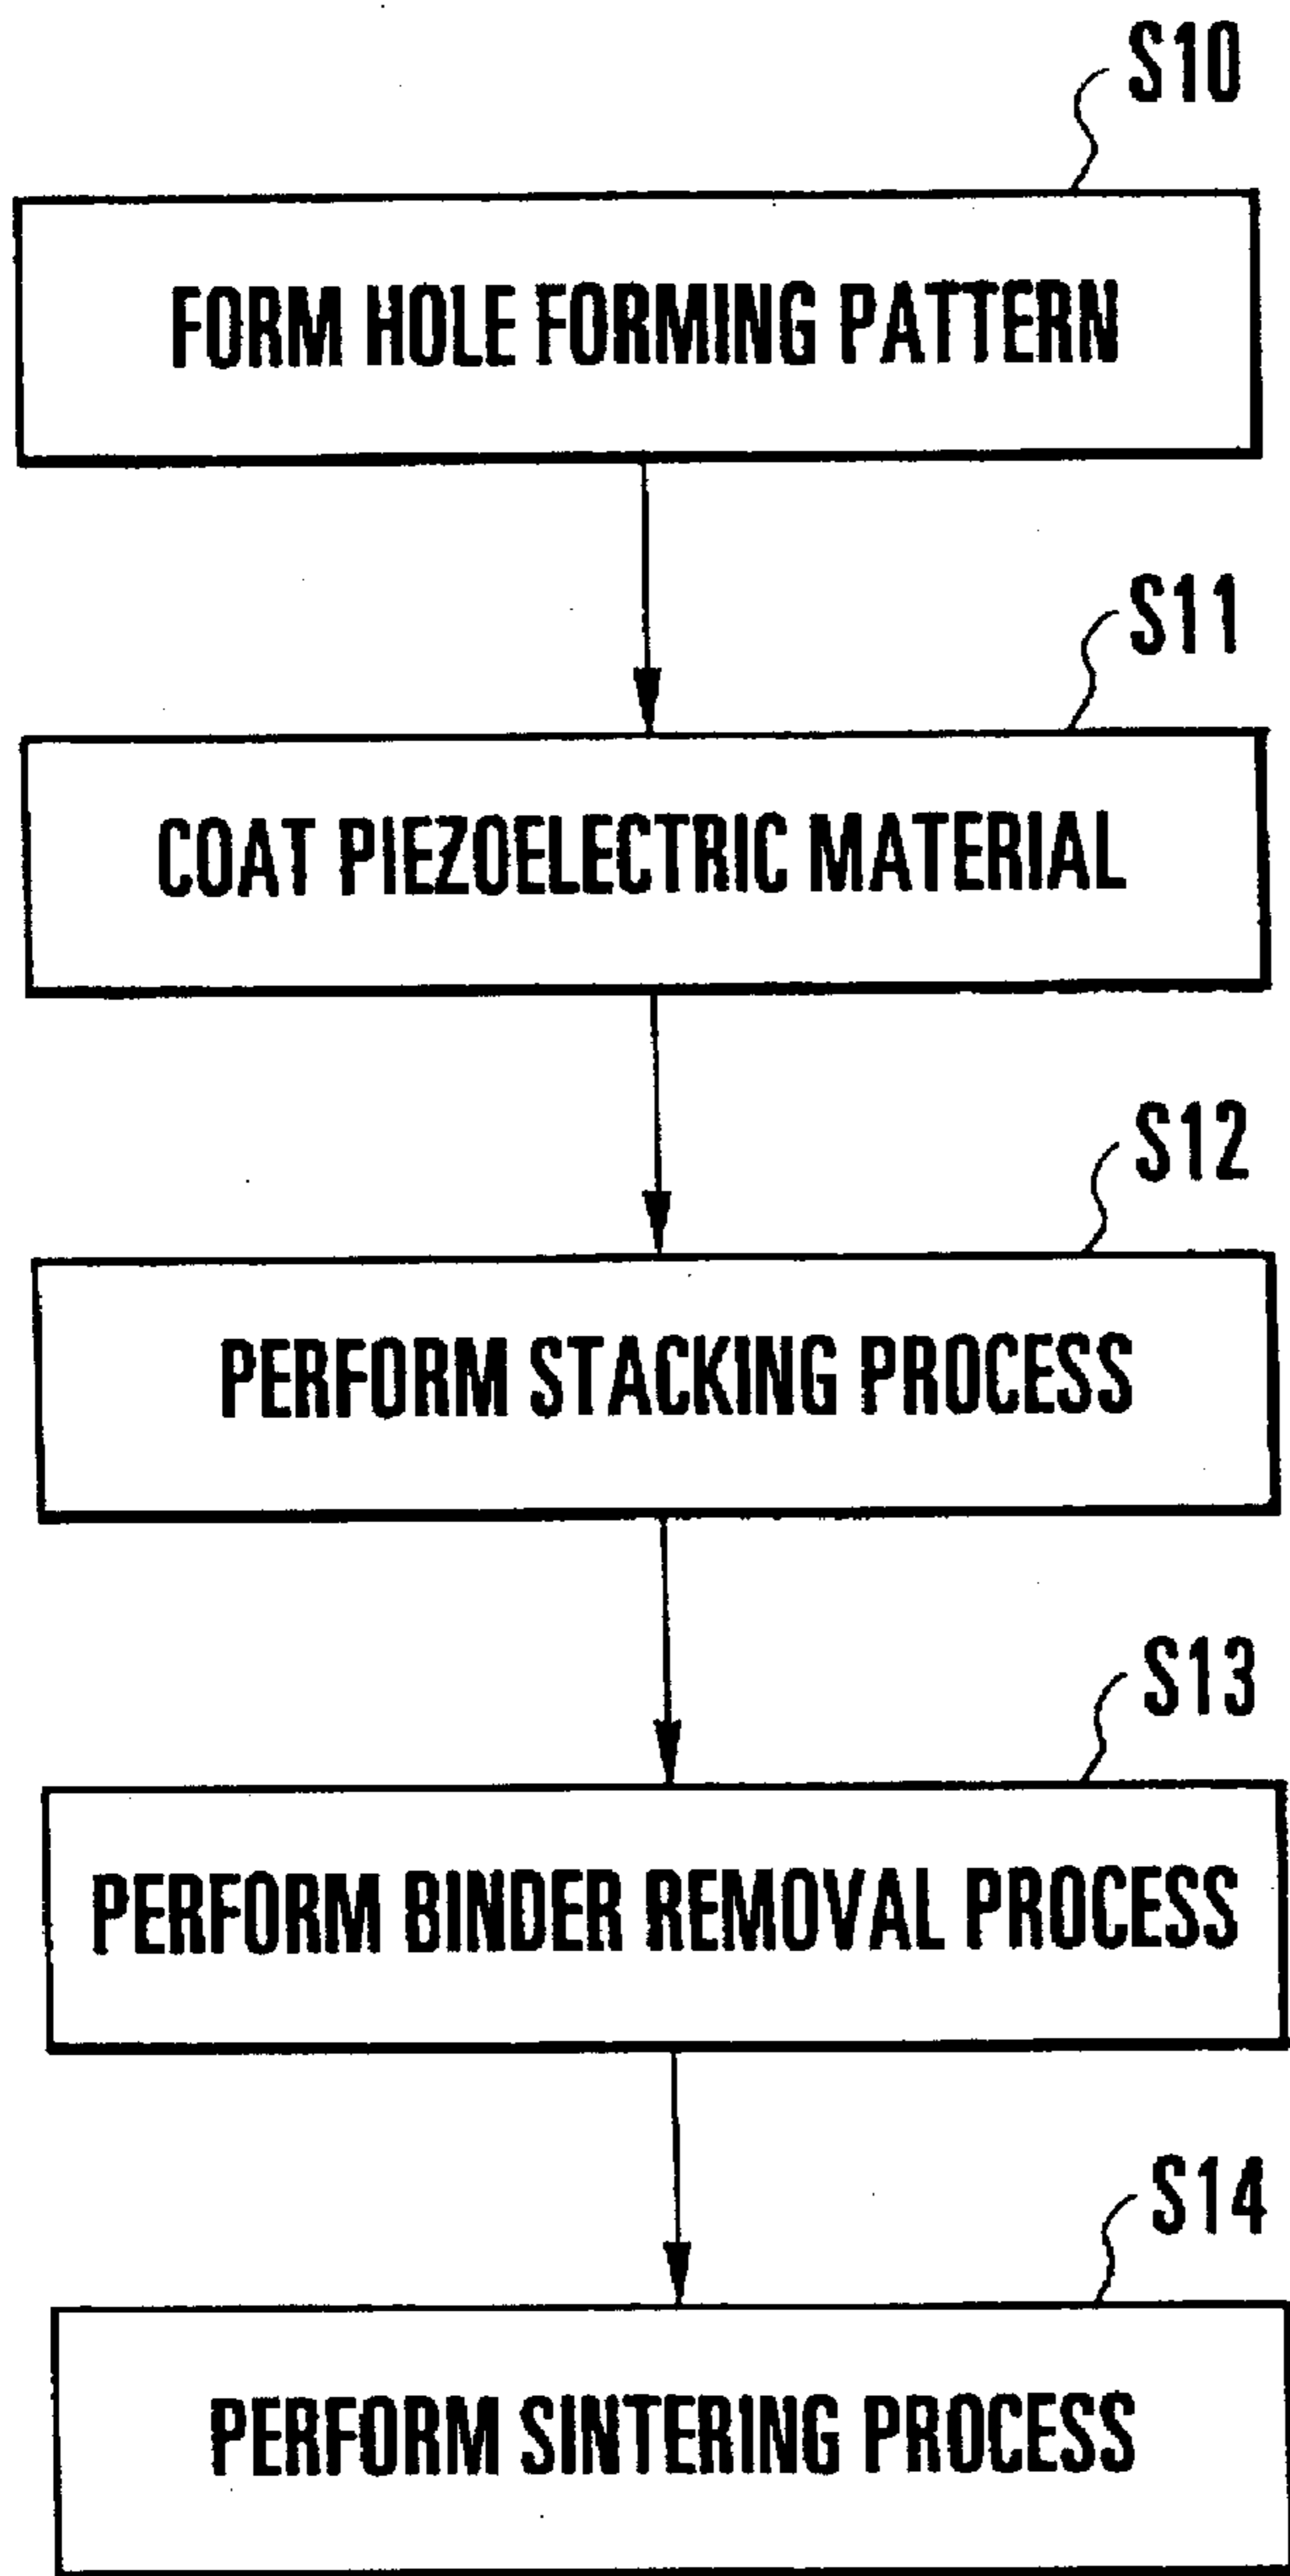 S10
FORM HOLE FORMING PATTERN
S11
COAT PIEZOELECTRIC MATERIAL
S12
PERFORM STACKING PROCESS
S13
PERFORM BINDER REMOVAL PROCESS
S14
PERFORM SINTERING PROCESS